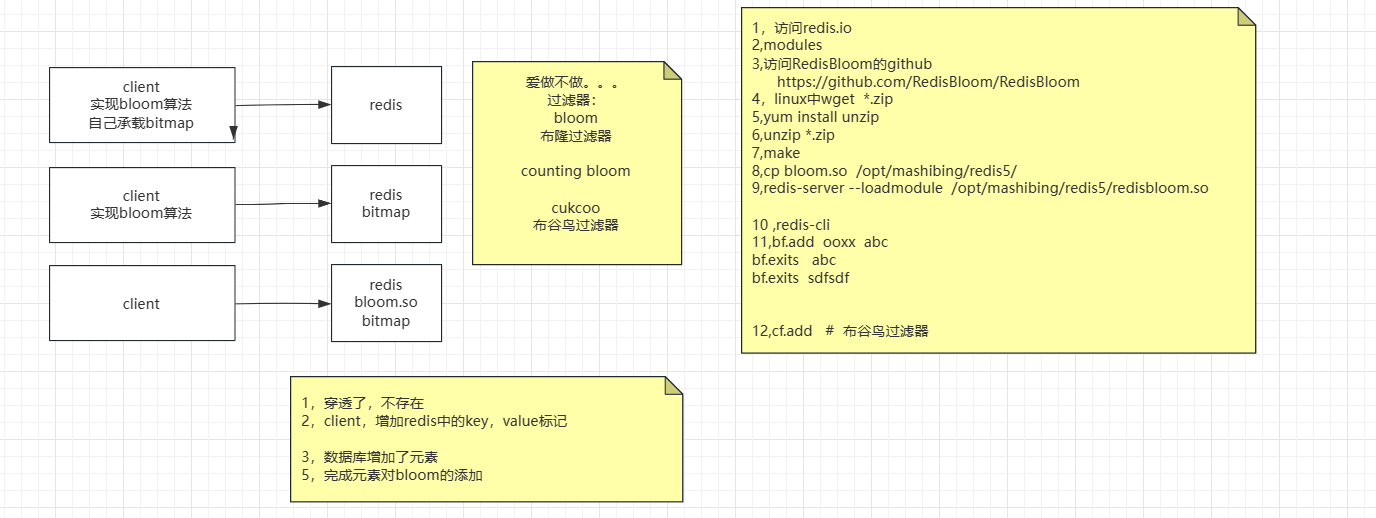 client
实现bloom算法
自己承载bitmap
redis
client
实现bloom算法
redis
bitmap
client
redis
bloom.so
bitmap
爱做不做。。。
过滤器：
bloom
布隆过滤器
counting bloom
cukcoo
布谷鸟过滤器
1，访问redis.io
2,modules
3,访问RedisBloom的github
https://github.com/RedisBloom/RedisBloom
4，linux中wget  *.zip
5,yum install unzip
6,unzip *.zip
7,make
8,cp bloom.so  /opt/mashibing/redis5/
9,redis-server --loadmodule  /opt/mashibing/redis5/redisbloom.so
10 ,redis-cli
11,bf.add  ooxx  abc
bf.exits   abc
bf.exits  sdfsdf
12,cf.add   #  布谷鸟过滤器
1，穿透了，不存在
2，client，增加redis中的key，value标记
3，数据库增加了元素
5，完成元素对bloom的添加